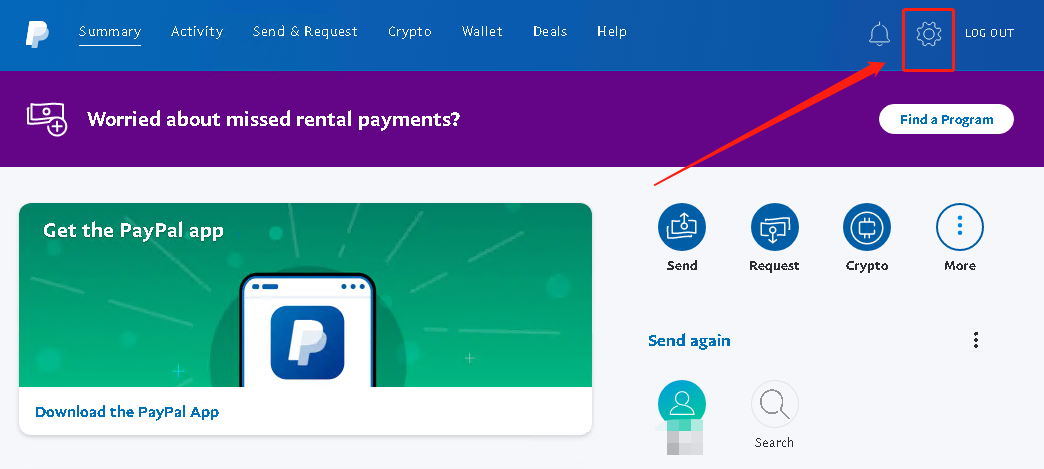 Summary Activity Send & Request Crypto Wallet Deals Help LOG OUT
Worried about missed rental payments? Find a Program
Get the PayPal app
Send Request Crypto More
Send again
Download the PayPal App
Search